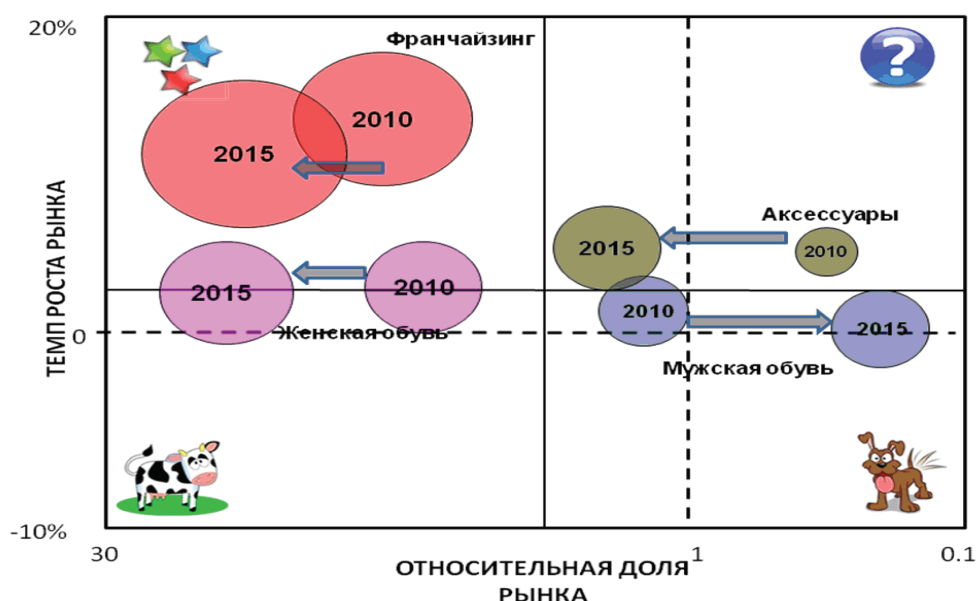 20%
Франчайзинг
?
2010
2015
Аксессуары
2015
2010
2015
2010
2010
2015
Женская обувь
Мужская обувь
ТЕМП РОСТА РЫНКА
0
-10%
30
1
0.1
ОТНОСИТЕЛЬНАЯ ДОЛЯ
РЫНКА